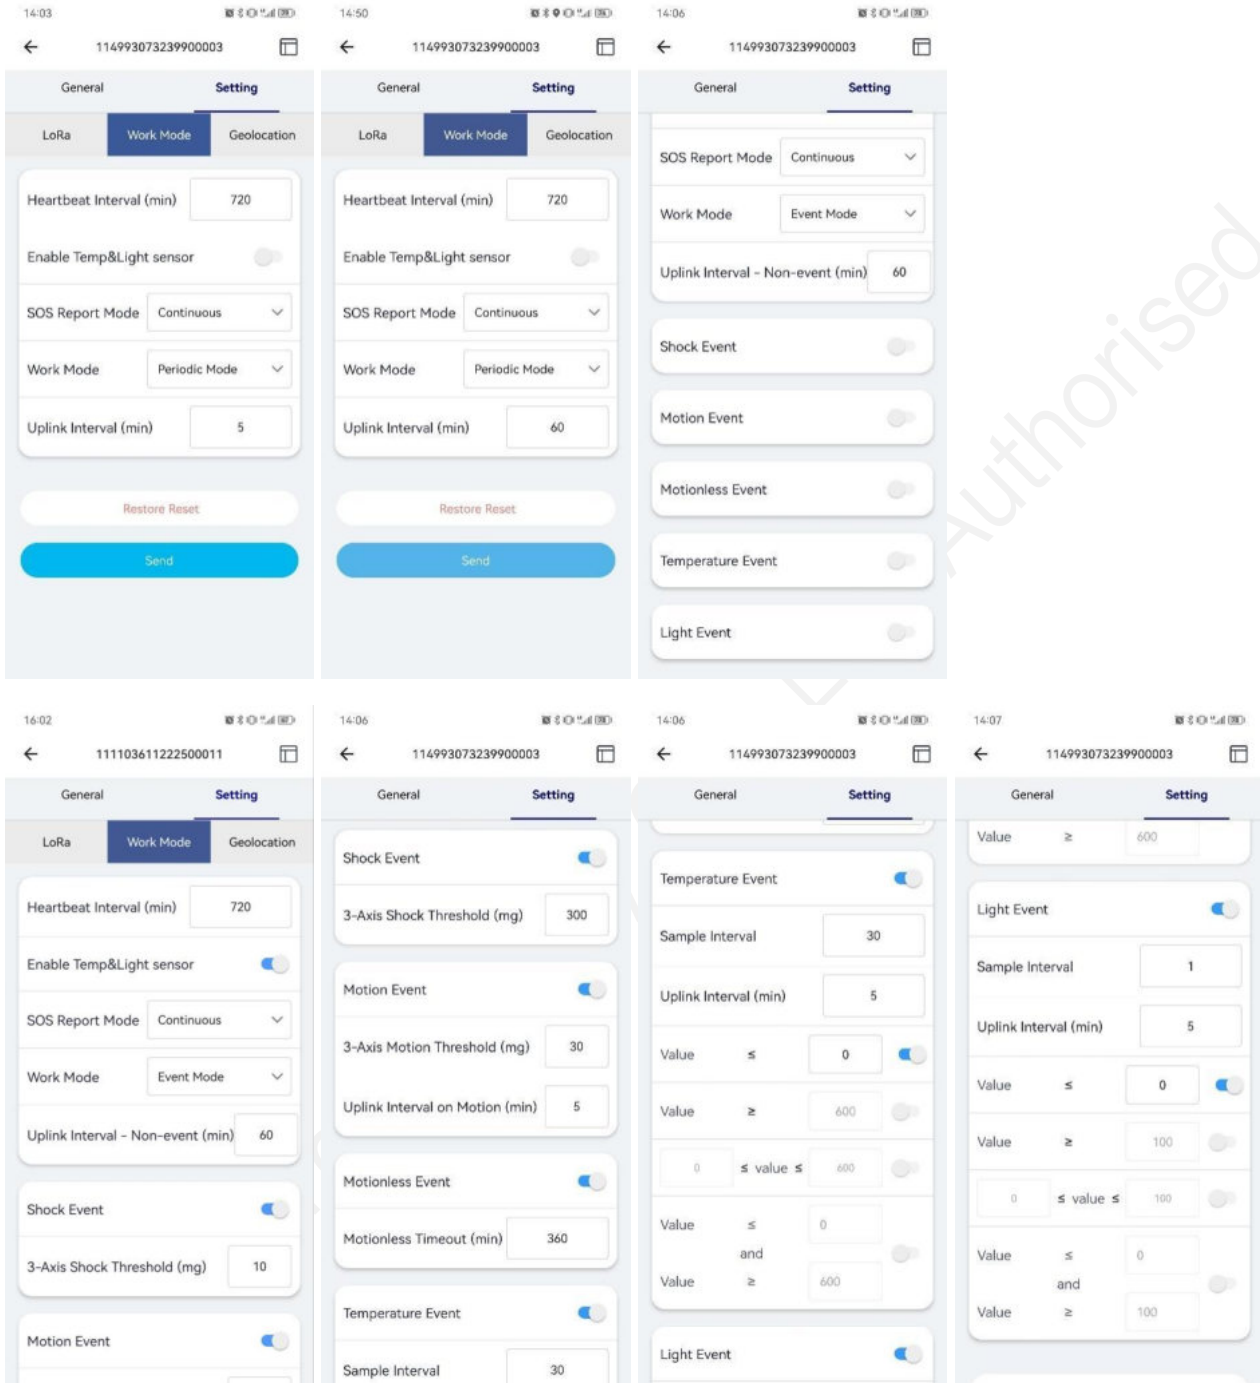 14:03
114993073239900003
General Setting
LoRa Work Mode Geolocation
Heartbeat Interval (min) 720
Enable Temp&Light sensor
SOS Report Mode Continuous
Work Mode Periodic Mode
Uplink Interval (min) 5
Restore Reset
Send
14:50
114993073239900003
General Setting
LoRa Work Mode Geolocation
Heartbeat Interval (min) 720
Enable Temp&Light sensor
SOS Report Mode Continuous
Work Mode Periodic Mode
Uplink Interval (min) 60
Restore Reset
Send
14:06
114993073239900003
General Setting
SOS Report Mode Continuous
Work Mode Event Mode
Uplink Interval - Non-event (min) 60
Shock Event
Motion Event
Motionless Event
Temperature Event
Light Event
Authorised
16:02
111103611222500011
General Setting
LoRa Work Mode Geolocation
Heartbeat Interval (min) 720
Enable Temp&Light sensor
SOS Report Mode Continuous
Work Mode Event Mode
Uplink Interval - Non-event (min) 60
Shock Event
3-Axis Shock Threshold (mg) 10
Motion Event
14:06
114993073239900003
General Setting
Shock Event
3-Axis Shock Threshold (mg) 300
Motion Event
3-Axis Motion Threshold (mg) 30
Uplink Interval on Motion (min) 5
Motionless Event
Motionless Timeout (min) 360
Temperature Event
Sample Interval 30
14:06
114993073239900003
General Setting
Temperature Event
Sample Interval 30
Uplink Interval (min) 5
Value ≤ 0
Value ≥ 600
0 ≤ value ≤ 600
Value ≤ 0
and
Value ≥ 600
Light Event
14:07
114993073239900003
General Setting
Value ≥ 600
Light Event
Sample Interval 1
Uplink Interval (min) 5
Value ≤ 0
Value ≥ 100
0 ≤ value ≤ 100
Value ≤ 0
and
Value ≥ 100